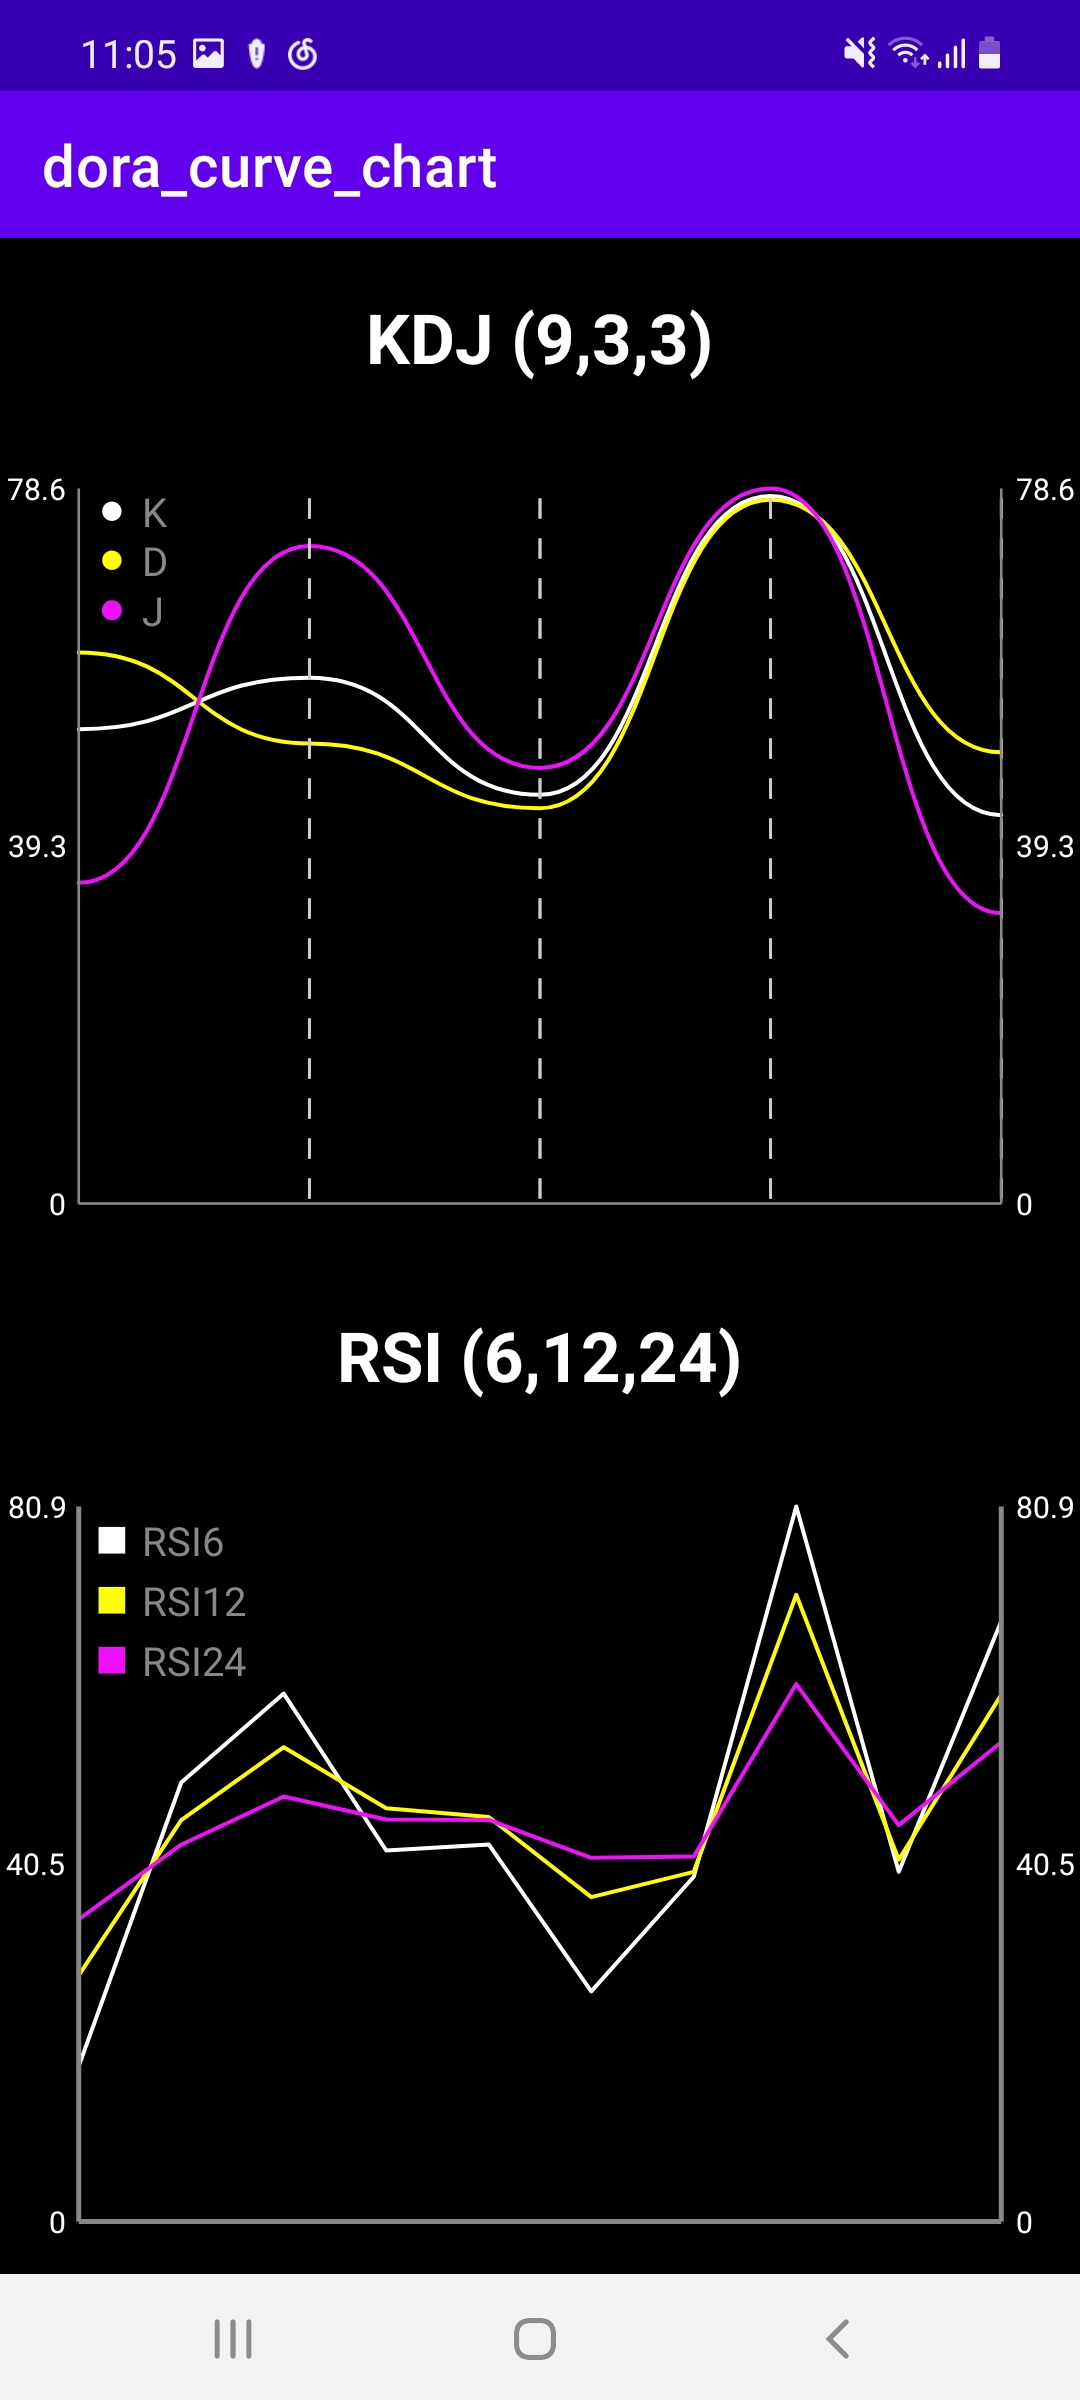 11:05
dora_curve_chart
KDJ (9,3,3)
78.6
78.6
K
D
J
39.3
39.3
0
0
RSI (6,12,24)
80.9
80.9
RSI6
RSI12
RSI24
40.5
40.5
0
0